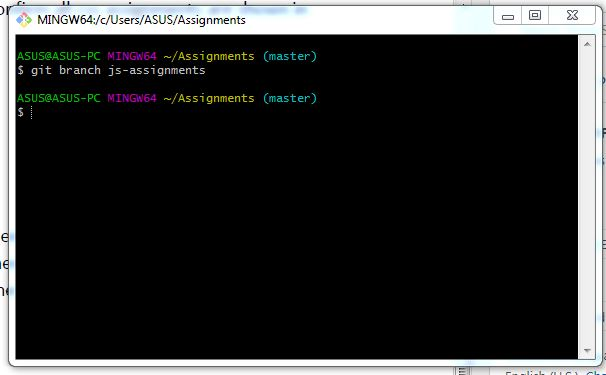 MINGW64:/c/Users/ASUS/Assignments
ASUS@ASUS-PC MINGW64 ~/Assignments (master)
$ git branch js-assignments
ASUS@ASUS-PC MINGW64 ~/Assignments (master)
$
English (U.S.)